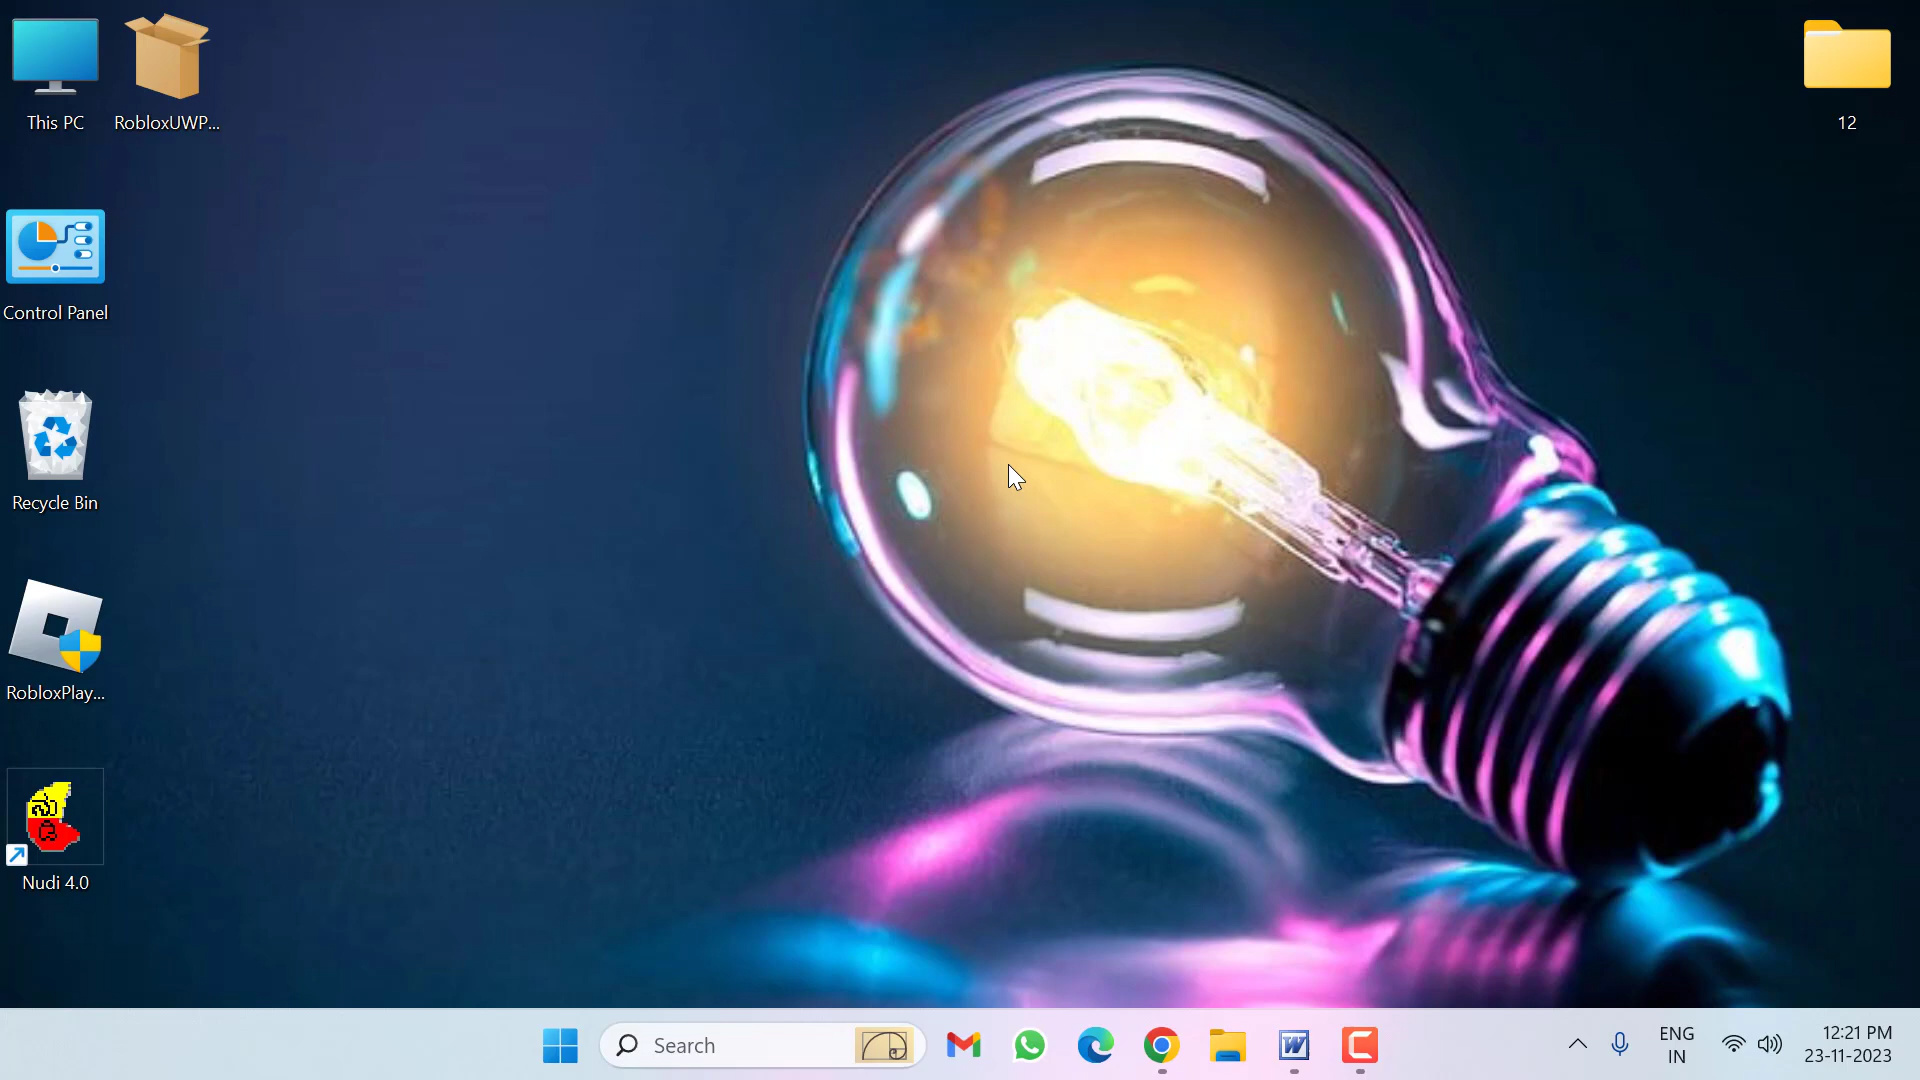 This PC
RobloxUWP...
12
Control Panel
Recycle Bin
RobloxPlay...
Nudi 4.0
Search
ENG
IN
12:21 PM
23-11-2023